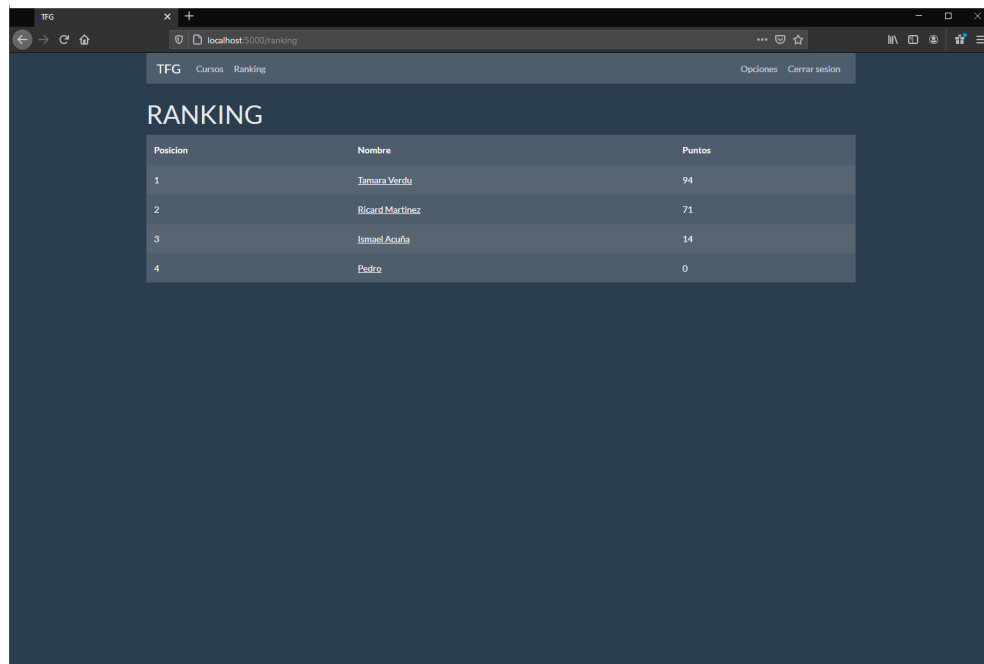 TFG
localhost:5000/ranking
TFG Cursos Ranking Opciones Cerrar sesion
RANKING
Posicion Nombre Puntos
1 Tamara Verdu 94
2 Ricard Martinez 71
3 Ismael Acuña 14
4 Pedro 0